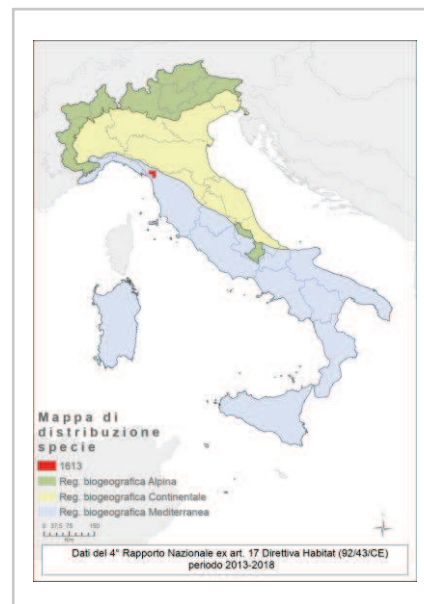 Mappa di
distribuzione
specie
1613
Reg. biogeografica Alpina
Reg. biogeografica Continentale
Reg. biogeografica Mediterranea
0 37,5 75 150
Km
Dati del 4° Rapporto Nazionale ex art. 17 Direttiva Habitat (92/43/CE)
periodo 2013-2018